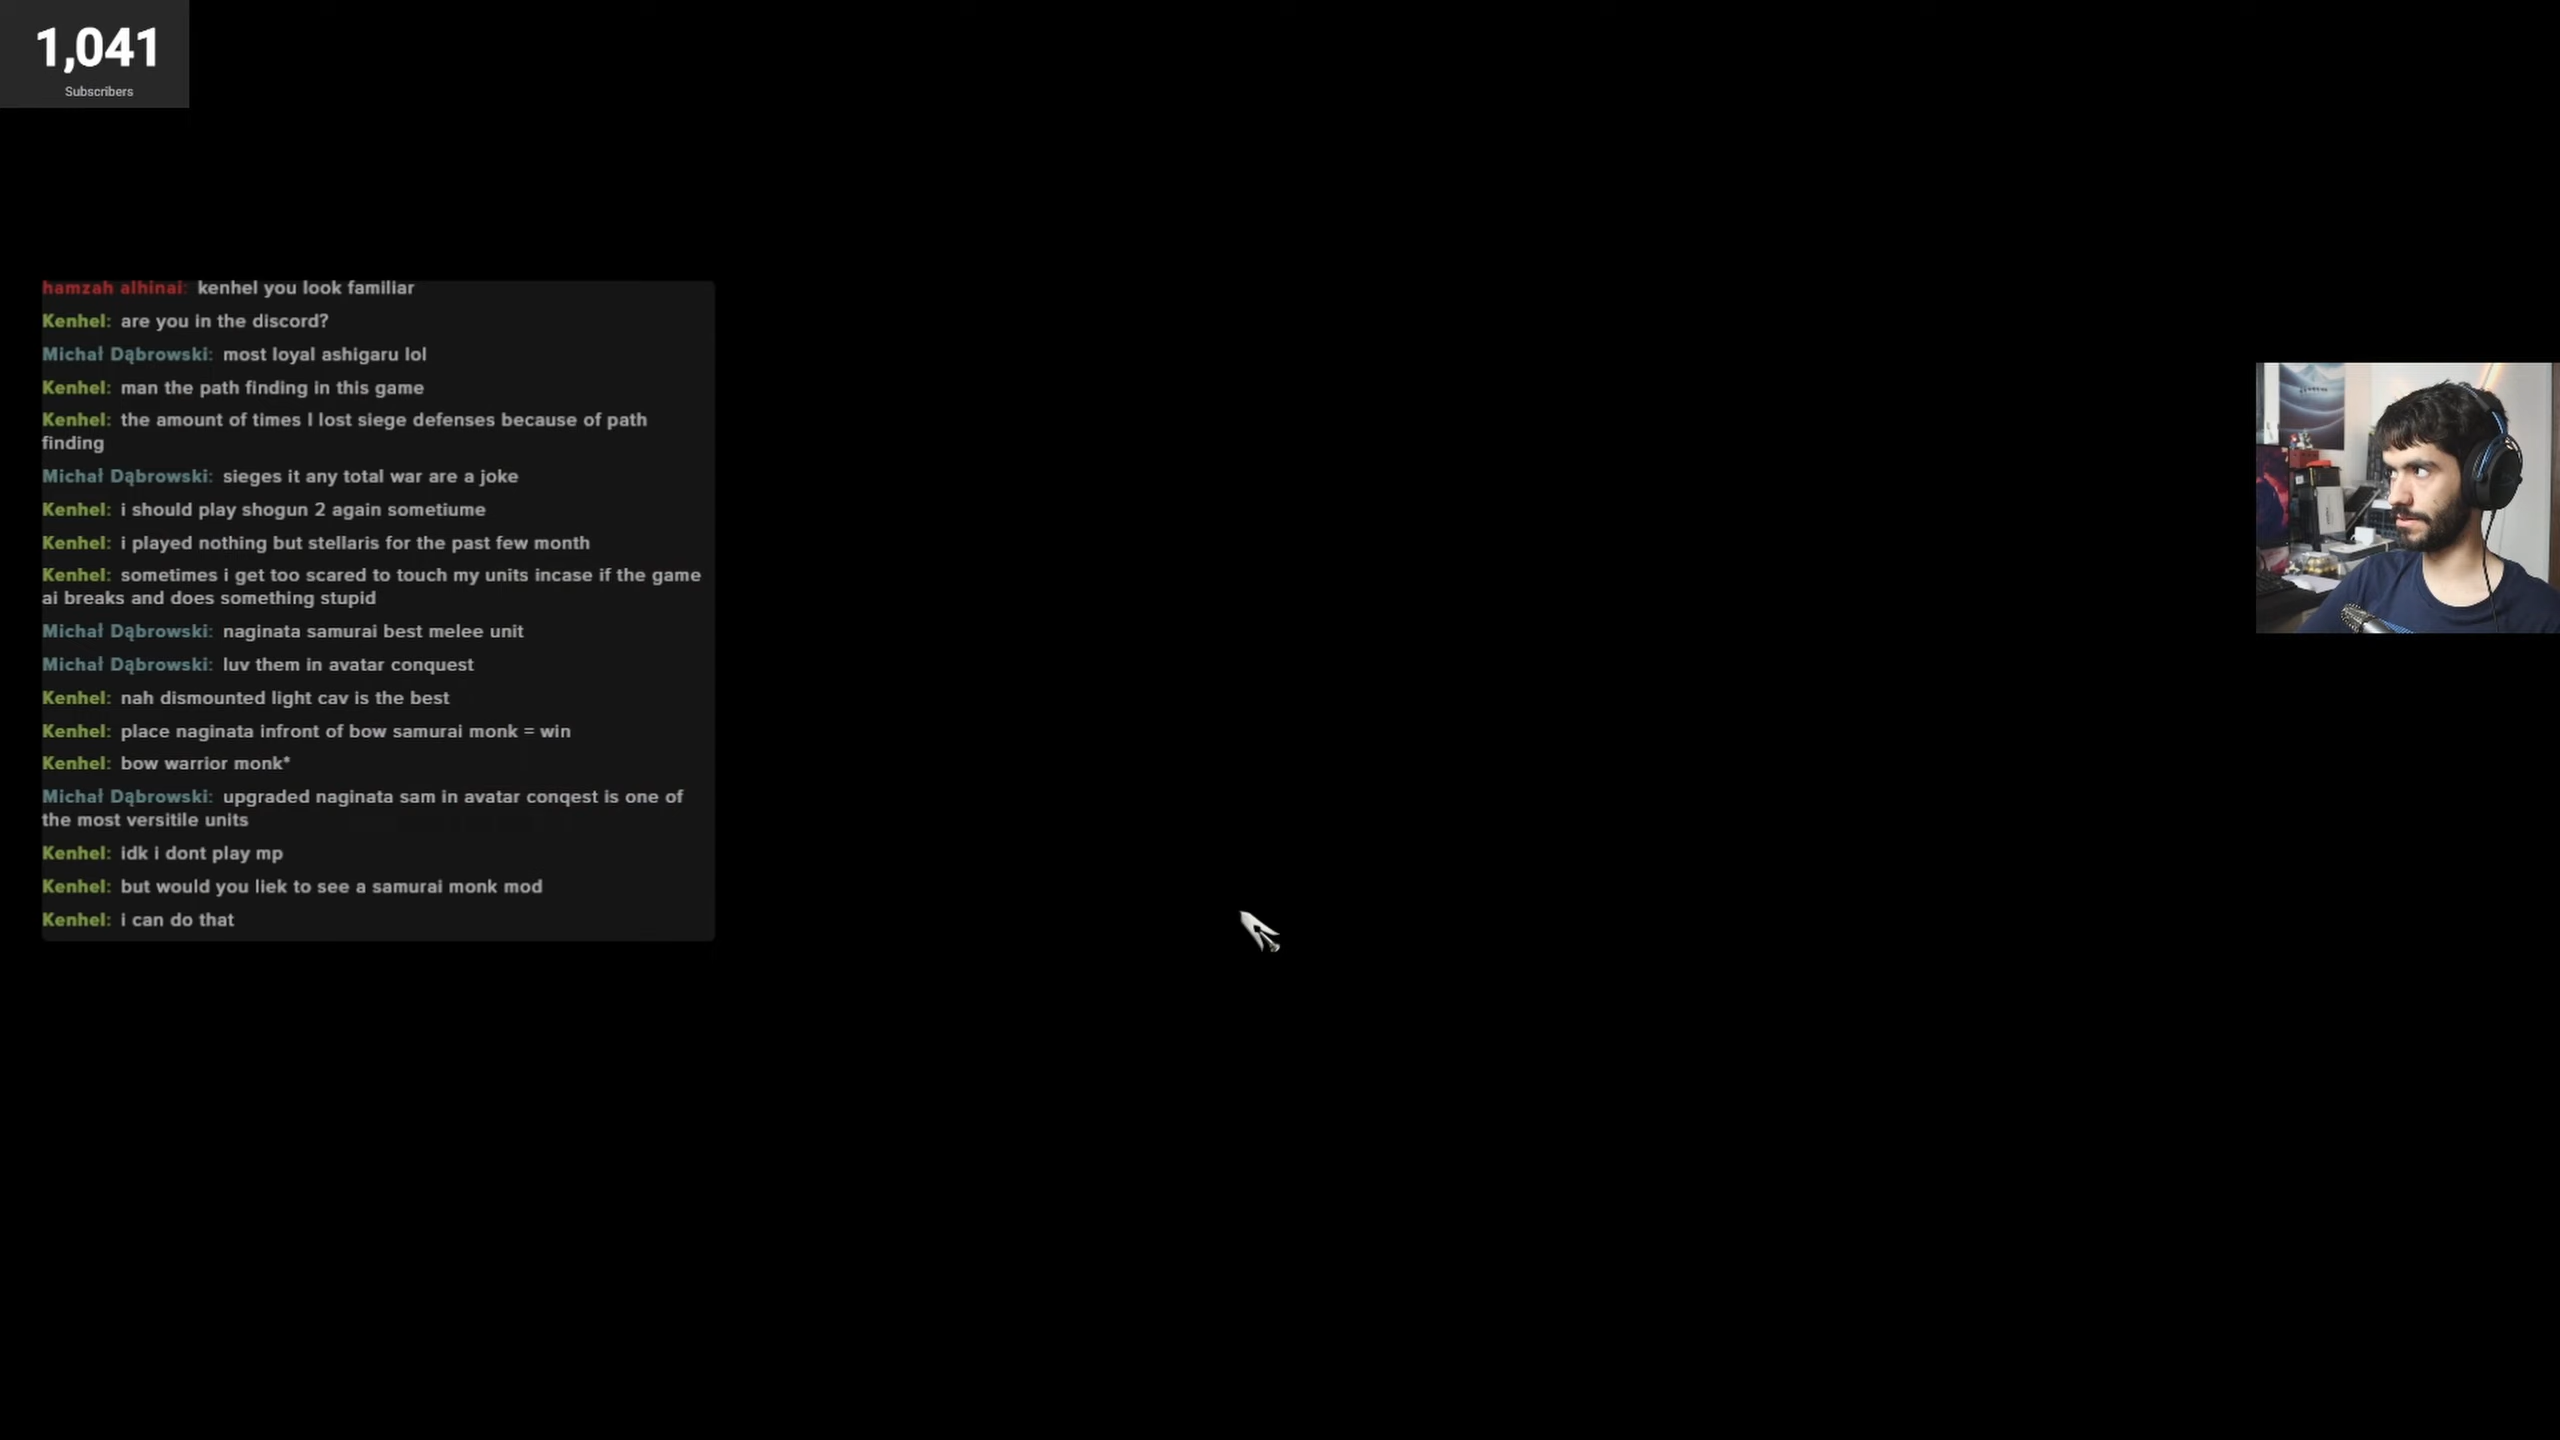 1,041
Subscribers
hamzah alhinai: kenhel you look familiar
Kenhel: are you in the discord?
Michał Dąbrowski: most loyal ashigaru lol
Kenhel: man the path finding in this game
Kenhel: the amount of times I lost siege defenses because of path
finding
Michał Dąbrowski: sieges it any total war are a joke
Kenhel: i should play shogun 2 again sometiume
Kenhel: i played nothing but stellaris for the past few month
Kenhel: sometimes i get too scared to touch my units incase if the game
ai breaks and does something stupid
Michał Dąbrowski: naginata samurai best melee unit
Michał Dąbrowski: luv them in avatar conquest
Kenhel: nah dismounted light cav is the best
Kenhel: place naginata infront of bow samurai monk = win
Kenhel: bow warrior monk*
Michał Dąbrowski: upgraded naginata sam in avatar conqest is one of
the most versitile units
Kenhel: idk i dont play mp
Kenhel: but would you liek to see a samurai monk mod
Kenhel: i can do that